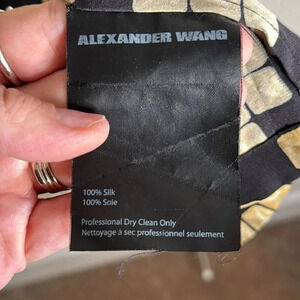 ALEXANDER WANG
100% Silk
100% Soie
Professional Dry Clean Only
Nettoyage à sec professionnel seulement